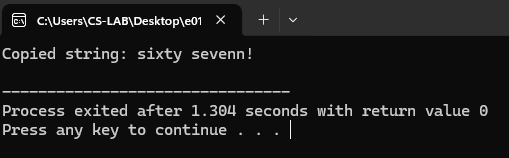 C:\Users\CS-LAB\Desktop\e01
Copied string: sixty sevenn!
--------------------------------
Process exited after 1.304 seconds with return value 0
Press any key to continue . . .